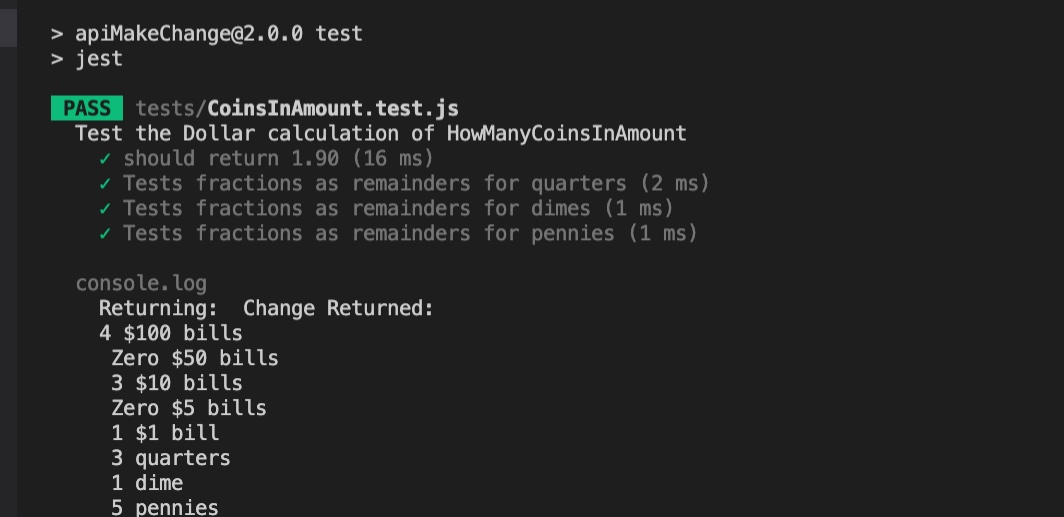 > apiMakeChange@2.0.0 test
> jest
PASS tests/CoinsInAmount.test.js
Test the Dollar calculation of HowManyCoinsInAmount
✓ should return 1.90 (16 ms)
✓ Tests fractions as remainders for quarters (2 ms)
✓ Tests fractions as remainders for dimes (1 ms)
✓ Tests fractions as remainders for pennies (1 ms)
console.log
Returning:  Change Returned:
4 $100 bills
Zero $50 bills
3 $10 bills
Zero $5 bills
1 $1 bill
3 quarters
1 dime
5 pennies